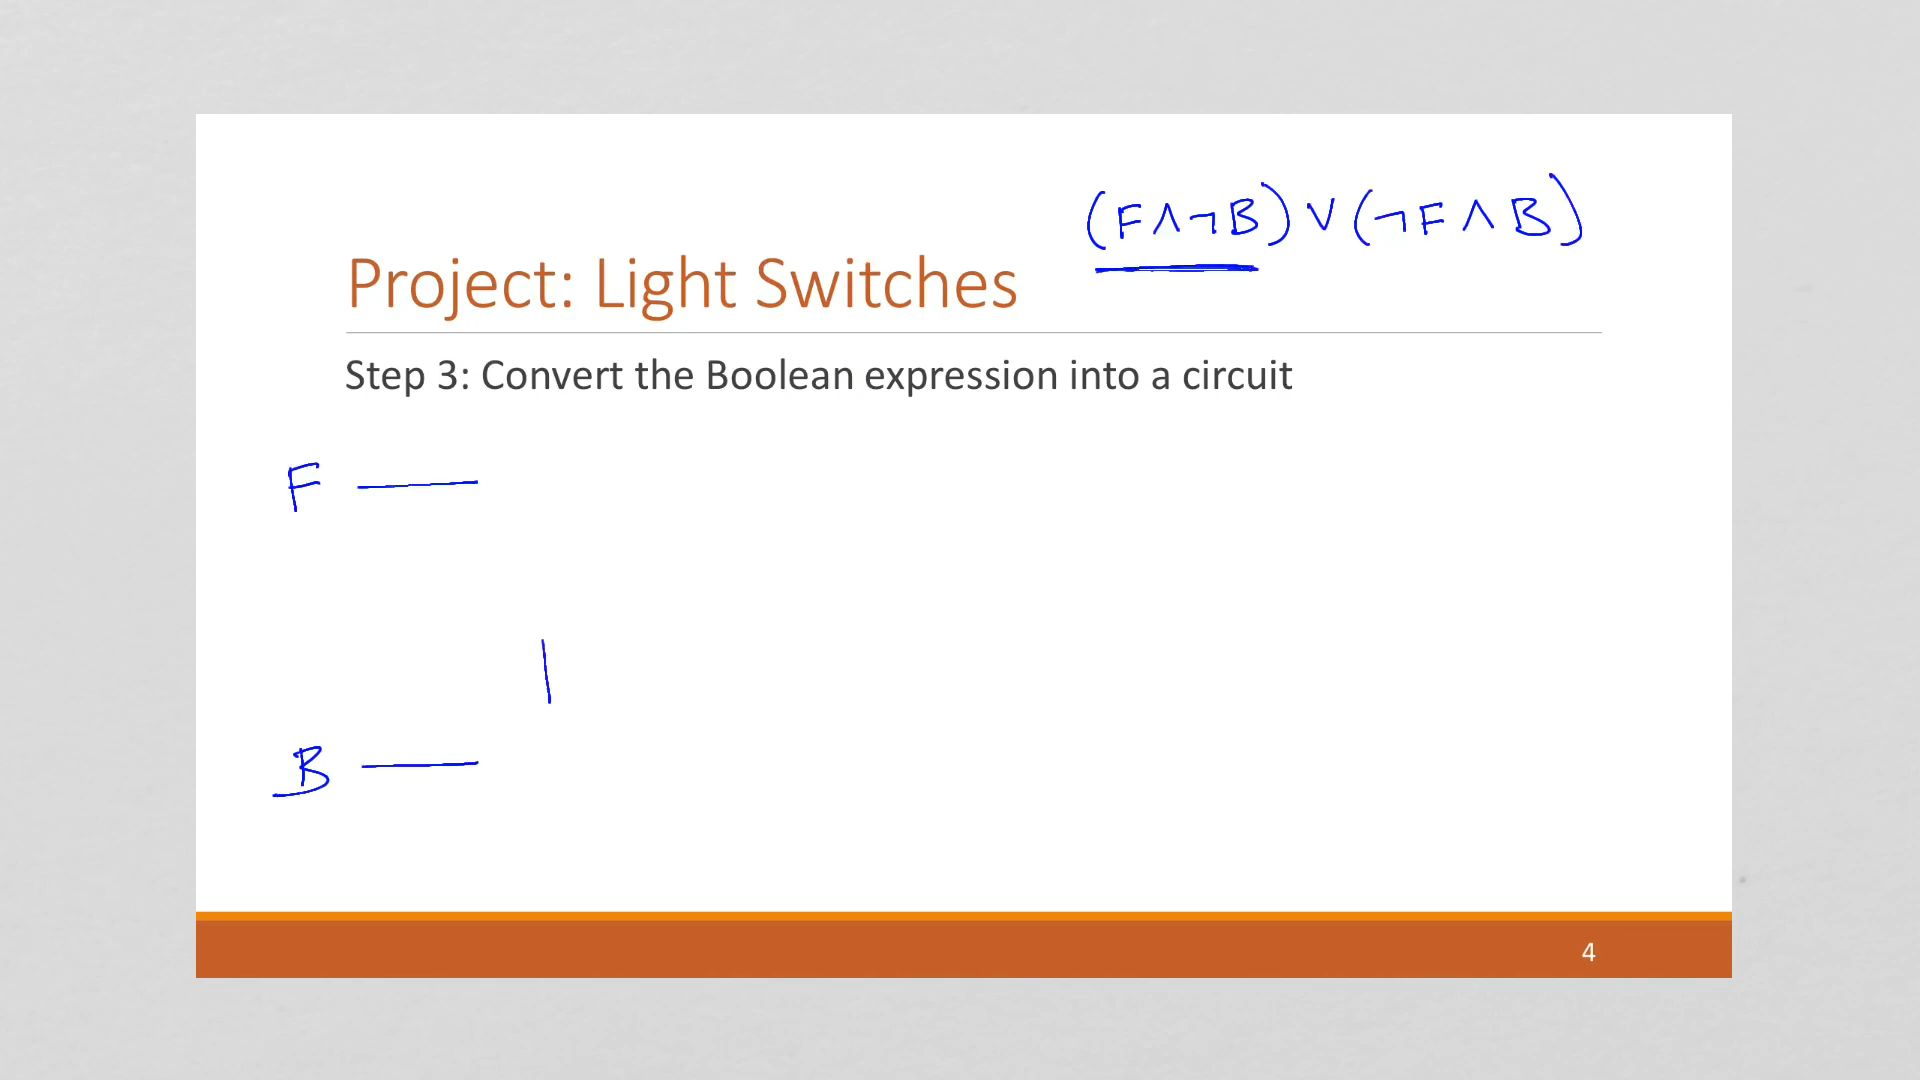 (F∧¬B)∨(¬F∧B)
Project: Light Switches
Step 3: Convert the Boolean expression into a circuit
F
B
4